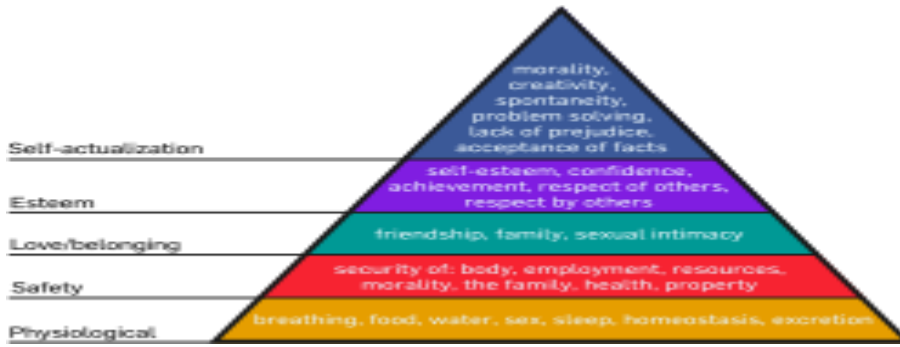 morality,
creativity,
spontaneity,
problem solving,
lack of prejudice,
acceptance of facts
Self-actualization
self-esteem, confidence,
achievement, respect of others,
respect by others
Esteem
friendship, family, sexual intimacy
Love/belonging
security of: body, employment, resources,
morality, the family, health, property
Safety
breathing, food, water, sex, sleep, homeostasis, excretion
Physiological